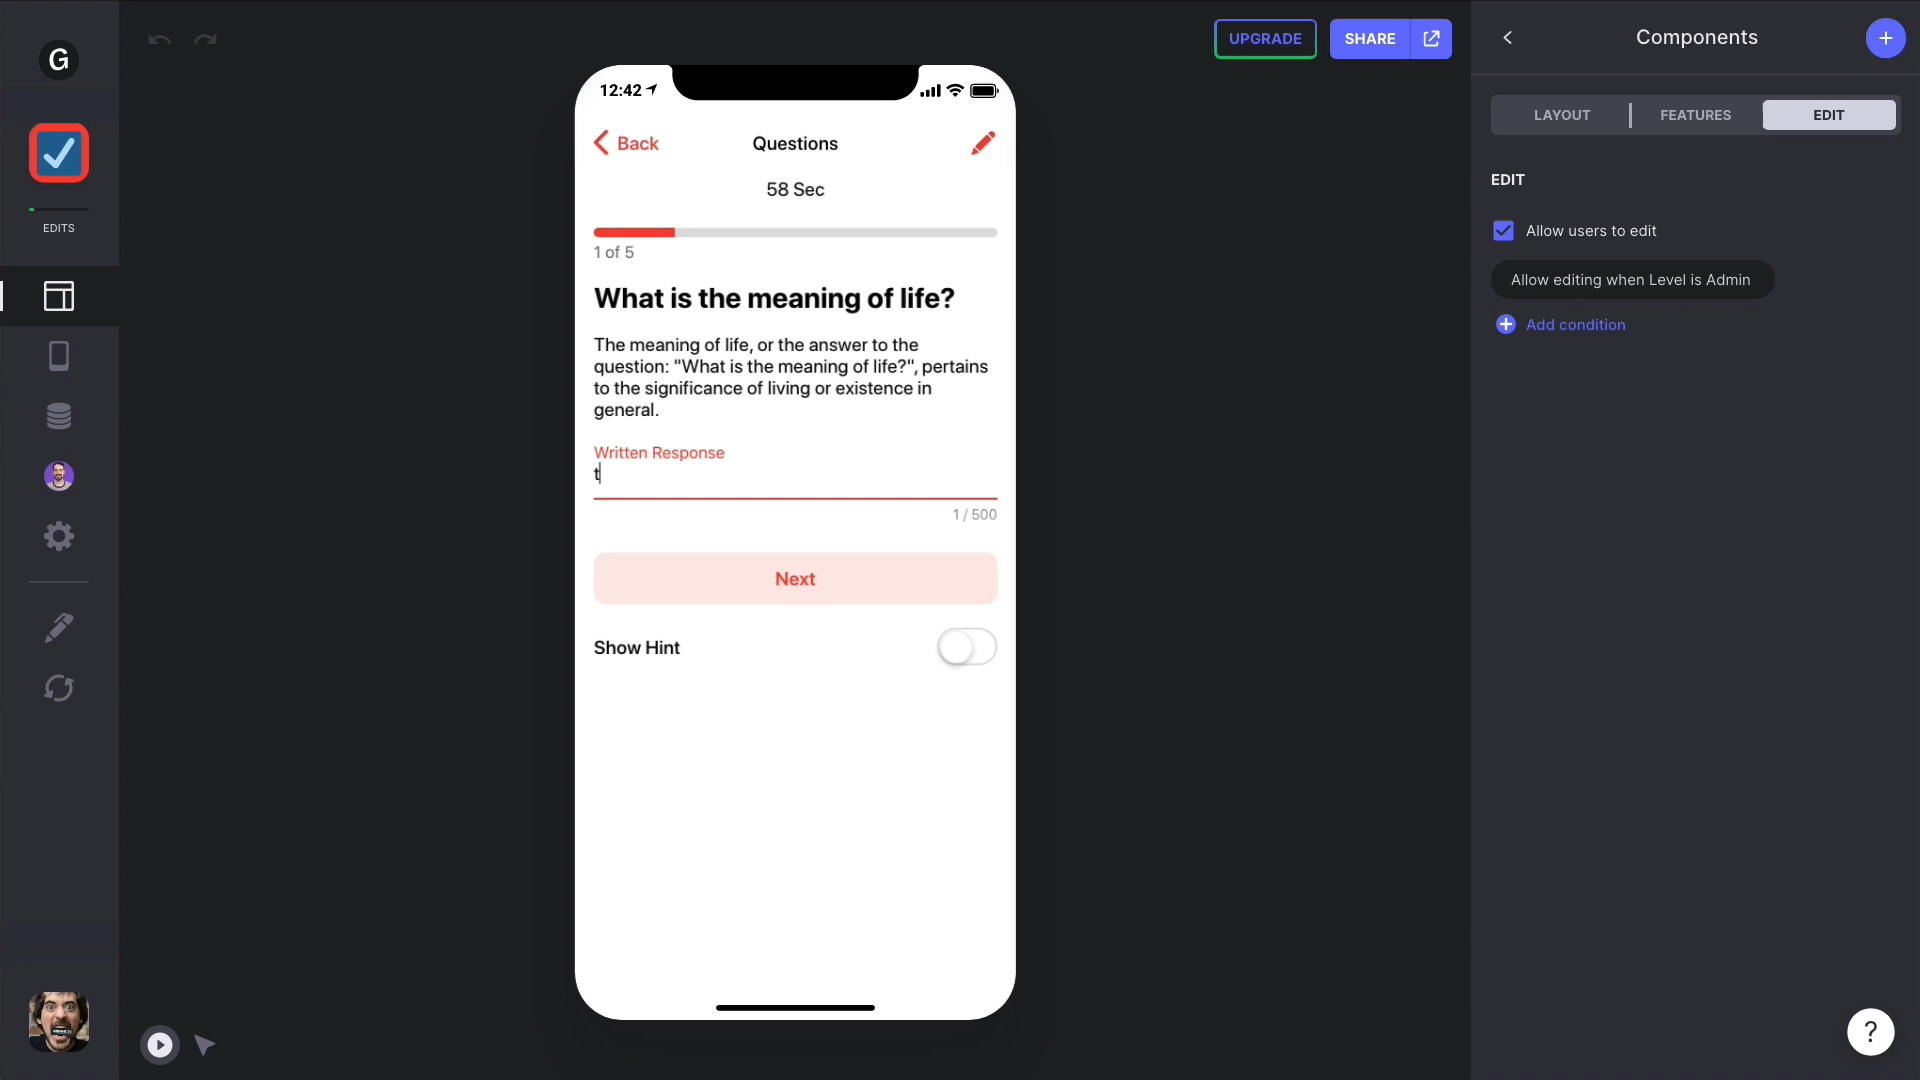 G
EDITS
UPGRADE
SHARE
12:42
Back
Questions
58 Sec
1 of 5
What is the meaning of life?
The meaning of life, or the answer to the
question: "What is the meaning of life?", pertains
to the significance of living or existence in
general.
Written Response
t
1 / 500
Next
Show Hint
Components
LAYOUT
FEATURES
EDIT
EDIT
Allow users to edit
Allow editing when Level is Admin
Add condition
?